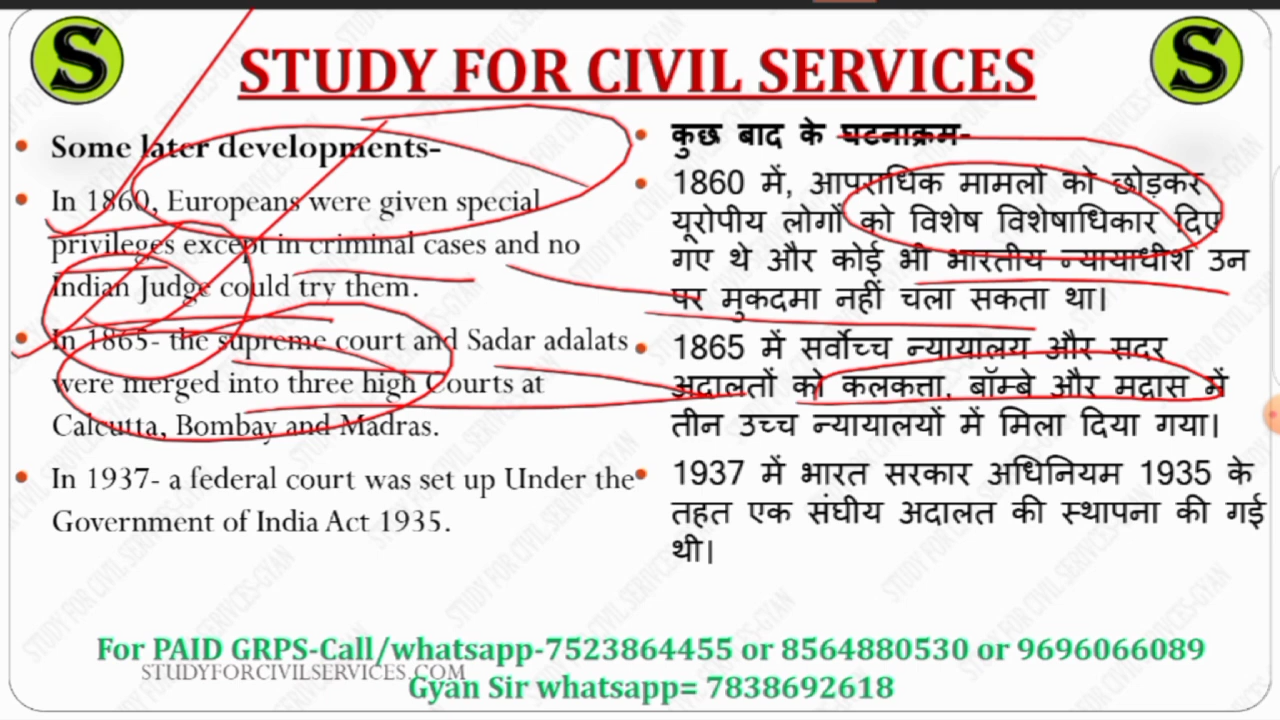 S
STUDY FOR CIVIL SERVICES
S
Some later developments-
In 1860, Europeans were given special
privileges except in criminal cases and no
Indian Judge could try them.
In 1865- the supreme court and Sadar adalats
were merged into three high Courts at
Calcutta, Bombay and Madras.
In 1937- a federal court was set up Under the
Government of India Act 1935.
कुछ बाद के घटनाक्रम-
1860 में, आपराधिक मामलों को छोड़कर
यूरोपीय लोगों को विशेष विशेषाधिकार दिए
गए थे और कोई भी भारतीय न्यायाधीश उन
पर मुकदमा नहीं चला सकता था।
1865 में सर्वोच्च न्यायालय और सदर
अदालतों को कलकत्ता, बॉम्बे और मद्रास में
तीन उच्च न्यायालयों में मिला दिया गया।
1937 में भारत सरकार अधिनियम 1935 के
तहत एक संघीय अदालत की स्थापना की गई
थी।
For PAID GRPS-Call/whatsapp-7523864455 or 8564880530 or 9696066089
STUDYFORCIVILSERVICES.COM
Gyan Sir whatsapp= 7838692618